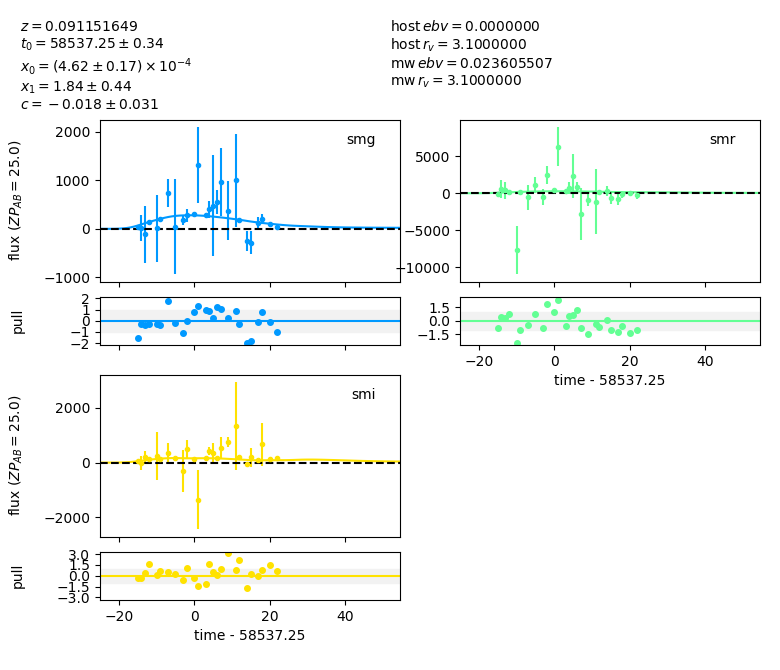 z = 0.091151649
t₀ = 58537.25 ± 0.34
x₀ = (4.62 ± 0.17) × 10⁻⁴
x₁ = 1.84 ± 0.44
c = −0.018 ± 0.031
host ebv = 0.0000000
host r_v = 3.1000000
mw ebv = 0.023605507
mw r_v = 3.1000000
smg
flux (ZP_AB = 25.0)
2000
1000
0
−1000
smr
5000
0
−5000
−10000
pull
2
1
0
−1
−2
1.5
0.0
−1.5
−20
0
20
40
time - 58537.25
smi
flux (ZP_AB = 25.0)
2000
0
−2000
pull
3.0
1.5
0.0
−1.5
−3.0
−20
0
20
40
time - 58537.25